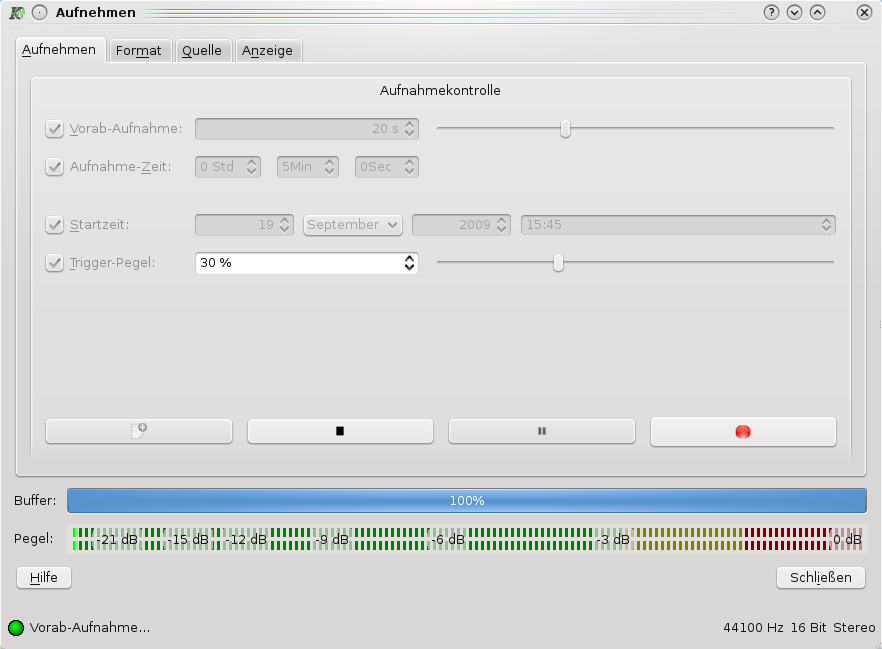 Aufnehmen
Aufnehmen Format Quelle Anzeige
Aufnahmekontrolle
Vorab-Aufnahme: 20 s
Aufnahme-Zeit: 0 Std 5Min 0Sec
Startzeit: 19 September 2009 15:45
Trigger-Pegel: 30 %
Buffer: 100%
Pegel: -21 dB -15 dB -12 dB -9 dB -6 dB -3 dB 0 dB
Hilfe Schließen
Vorab-Aufnahme... 44100 Hz 16 Bit Stereo